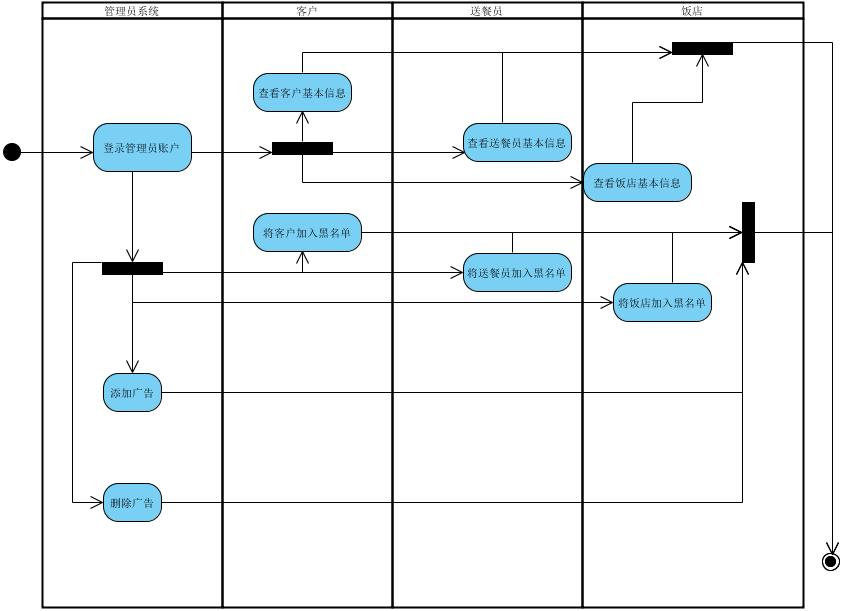 管理员系统
客户
送餐员
饭店
查看客户基本信息
登录管理员账户
查看送餐员基本信息
查看饭店基本信息
将客户加入黑名单
将送餐员加入黑名单
将饭店加入黑名单
添加广告
删除广告